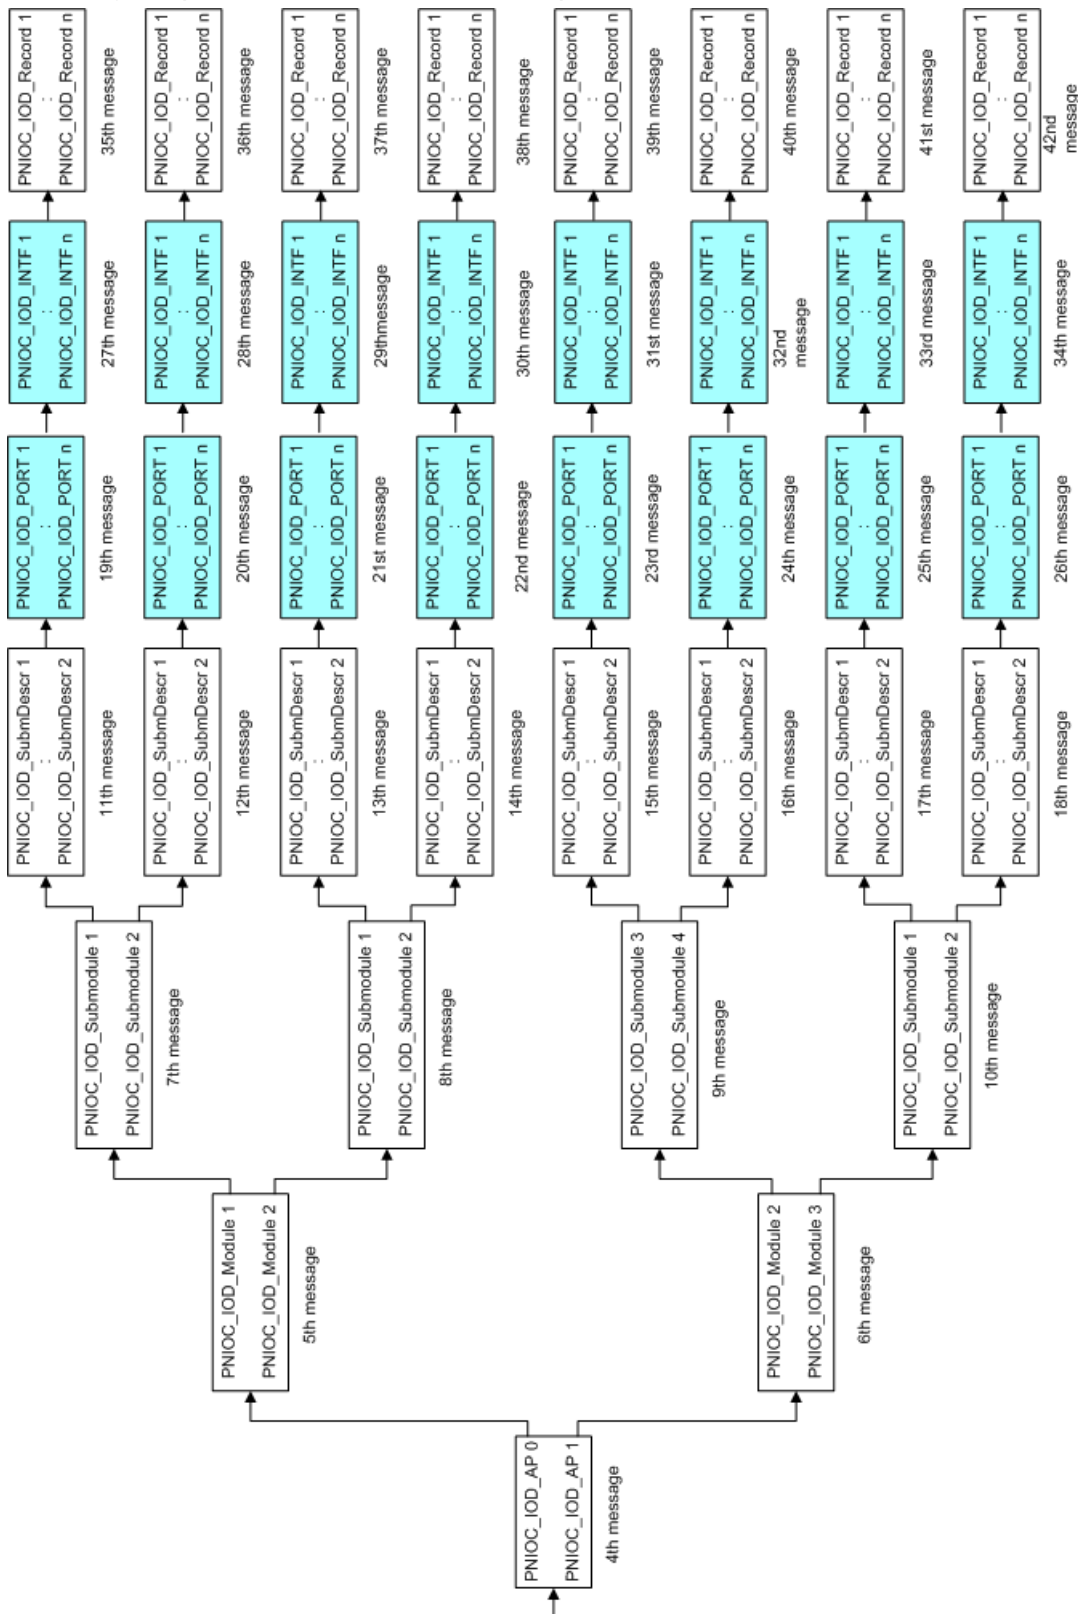 PNIOC_IOD_AP 0
PNIOC_IOD_AP 1
4th message
PNIOC_IOD_Module 1
PNIOC_IOD_Module 2
5th message
PNIOC_IOD_Module 2
PNIOC_IOD_Module 3
6th message
PNIOC_IOD_Submodule 1
PNIOC_IOD_Submodule 2
7th message
PNIOC_IOD_Submodule 1
PNIOC_IOD_Submodule 2
8th message
PNIOC_IOD_Submodule 3
PNIOC_IOD_Submodule 4
9th message
PNIOC_IOD_Submodule 1
PNIOC_IOD_Submodule 2
10th message
PNIOC_IOD_SubmDescr 1
:
PNIOC_IOD_SubmDescr 2
11th message
PNIOC_IOD_SubmDescr 1
:
PNIOC_IOD_SubmDescr 2
12th message
PNIOC_IOD_SubmDescr 1
:
PNIOC_IOD_SubmDescr 2
13th message
PNIOC_IOD_SubmDescr 1
:
PNIOC_IOD_SubmDescr 2
14th message
PNIOC_IOD_SubmDescr 1
:
PNIOC_IOD_SubmDescr 2
15th message
PNIOC_IOD_SubmDescr 1
:
PNIOC_IOD_SubmDescr 2
16th message
PNIOC_IOD_SubmDescr 1
:
PNIOC_IOD_SubmDescr 2
17th message
PNIOC_IOD_SubmDescr 1
:
PNIOC_IOD_SubmDescr 2
18th message
PNIOC_IOD_PORT 1
:
PNIOC_IOD_PORT n
19th message
PNIOC_IOD_PORT 1
:
PNIOC_IOD_PORT n
20th message
PNIOC_IOD_PORT 1
:
PNIOC_IOD_PORT n
21st message
PNIOC_IOD_PORT 1
:
PNIOC_IOD_PORT n
22nd message
PNIOC_IOD_PORT 1
:
PNIOC_IOD_PORT n
23rd message
PNIOC_IOD_PORT 1
:
PNIOC_IOD_PORT n
24th message
PNIOC_IOD_PORT 1
:
PNIOC_IOD_PORT n
25th message
PNIOC_IOD_PORT 1
:
PNIOC_IOD_PORT n
26th message
PNIOC_IOD_INTF 1
:
PNIOC_IOD_INTF n
27th message
PNIOC_IOD_INTF 1
:
PNIOC_IOD_INTF n
28th message
PNIOC_IOD_INTF 1
:
PNIOC_IOD_INTF n
29thmessage
PNIOC_IOD_INTF 1
:
PNIOC_IOD_INTF n
30th message
PNIOC_IOD_INTF 1
:
PNIOC_IOD_INTF n
31st message
PNIOC_IOD_INTF 1
:
PNIOC_IOD_INTF n
32nd
message
PNIOC_IOD_INTF 1
:
PNIOC_IOD_INTF n
33rd message
PNIOC_IOD_INTF 1
:
PNIOC_IOD_INTF n
34th message
PNIOC_IOD_Record 1
:
PNIOC_IOD_Record n
35th message
PNIOC_IOD_Record 1
:
PNIOC_IOD_Record n
36th message
PNIOC_IOD_Record 1
:
PNIOC_IOD_Record n
37th message
PNIOC_IOD_Record 1
:
PNIOC_IOD_Record n
38th message
PNIOC_IOD_Record 1
:
PNIOC_IOD_Record n
39th message
PNIOC_IOD_Record 1
:
PNIOC_IOD_Record n
40th message
PNIOC_IOD_Record 1
:
PNIOC_IOD_Record n
41st message
PNIOC_IOD_Record 1
:
PNIOC_IOD_Record n
42nd
message